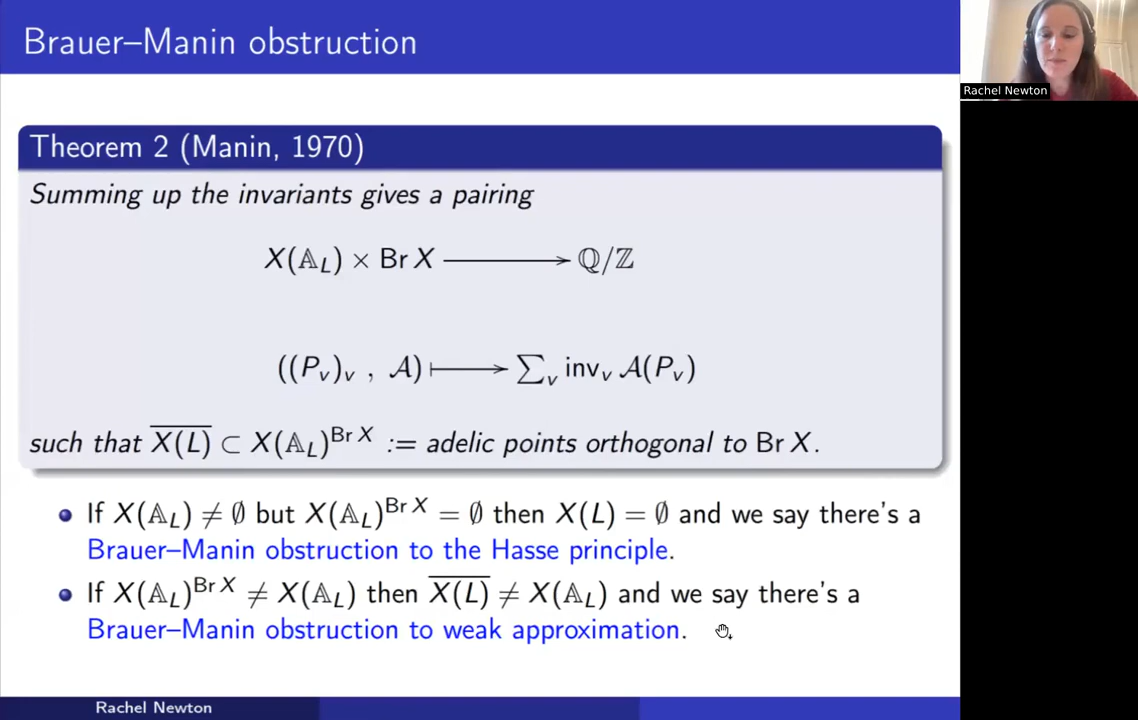 Brauer–Manin obstruction
Rachel Newton
Theorem 2 (Manin, 1970)
Summing up the invariants gives a pairing
X(𝔸_L) × Br X ⟶ ℚ/ℤ
((P_v)_v , 𝒜) ⟼ ∑_v inv_v 𝒜(P_v)
such that \overline{X(L)} ⊂ X(𝔸_L)^{Br X} := adelic points orthogonal to Br X.
If X(𝔸_L) ≠ ∅ but X(𝔸_L)^{Br X} = ∅ then X(L) = ∅ and we say there's a
Brauer–Manin obstruction to the Hasse principle.
If X(𝔸_L)^{Br X} ≠ X(𝔸_L) then \overline{X(L)} ≠ X(𝔸_L) and we say there's a
Brauer–Manin obstruction to weak approximation.
Rachel Newton